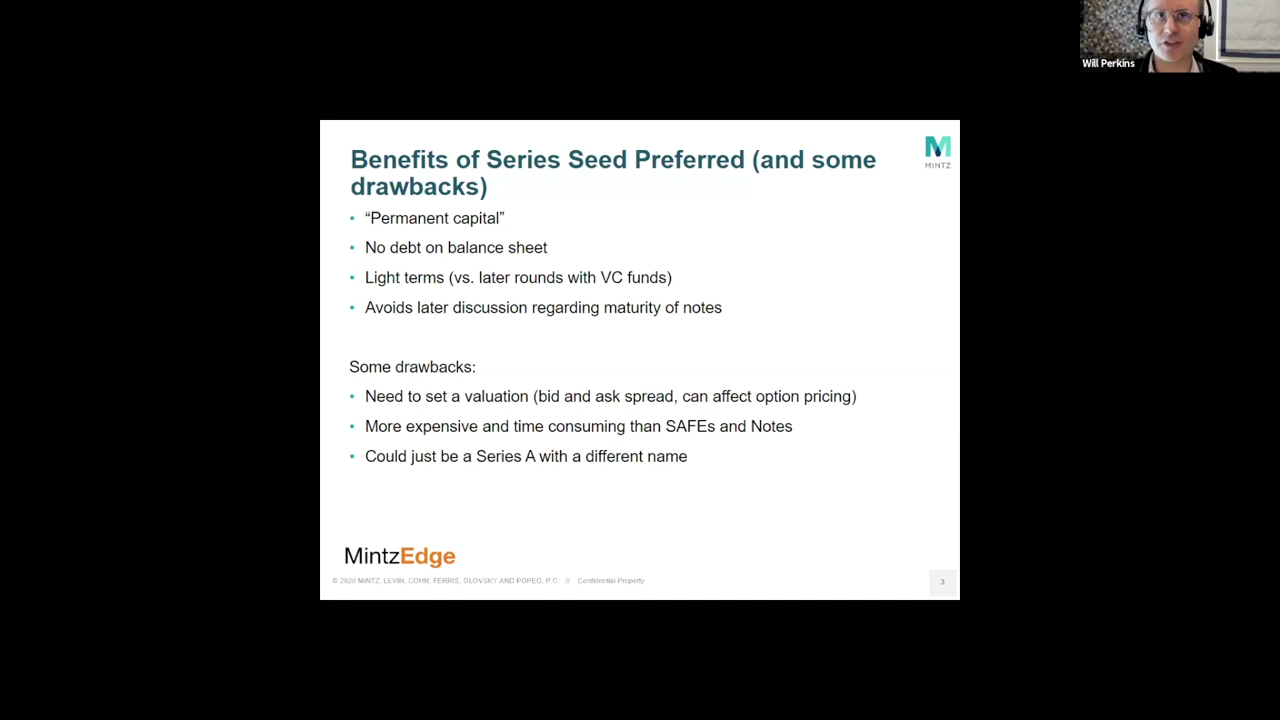 Will Perkins
Benefits of Series Seed Preferred (and some
drawbacks)
MINTZ
• “Permanent capital”
• No debt on balance sheet
• Light terms (vs. later rounds with VC funds)
• Avoids later discussion regarding maturity of notes
Some drawbacks:
• Need to set a valuation (bid and ask spread, can affect option pricing)
• More expensive and time consuming than SAFEs and Notes
• Could just be a Series A with a different name
MintzEdge
© 2020 MINTZ, LEVIN, COHN, FERRIS, GLOVSKY AND POPEO, P.C. // Confidential Property
3